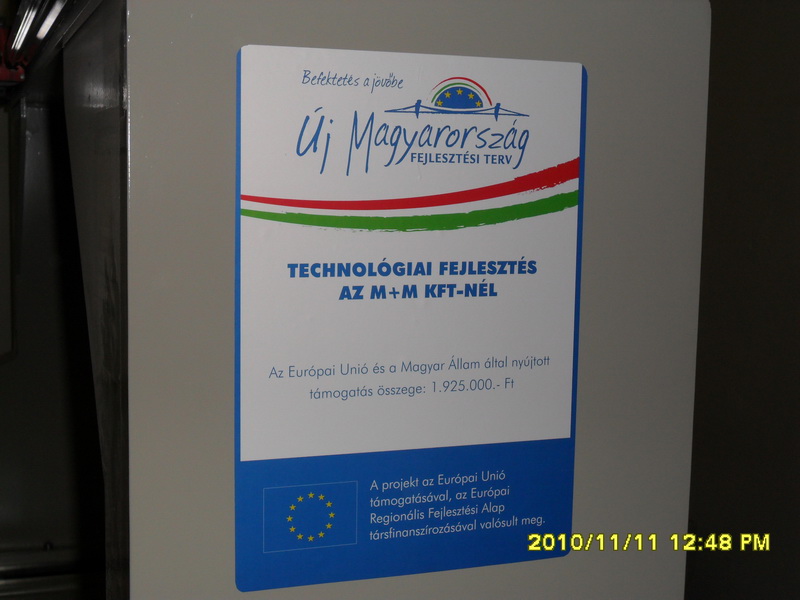 Befektetés a jövőbe
Új Magyarország
FEJLESZTÉSI TERV
TECHNOLÓGIAI FEJLESZTÉS
AZ M+M KFT-NÉL
Az Európai Unió és a Magyar Állam által nyújtott
támogatás összege: 1.925.000.- Ft
A projekt az Európai Unió
támogatásával, az Európai
Regionális Fejlesztési Alap
társfinanszírozásával valósult meg.
2010/11/11 12:48 PM